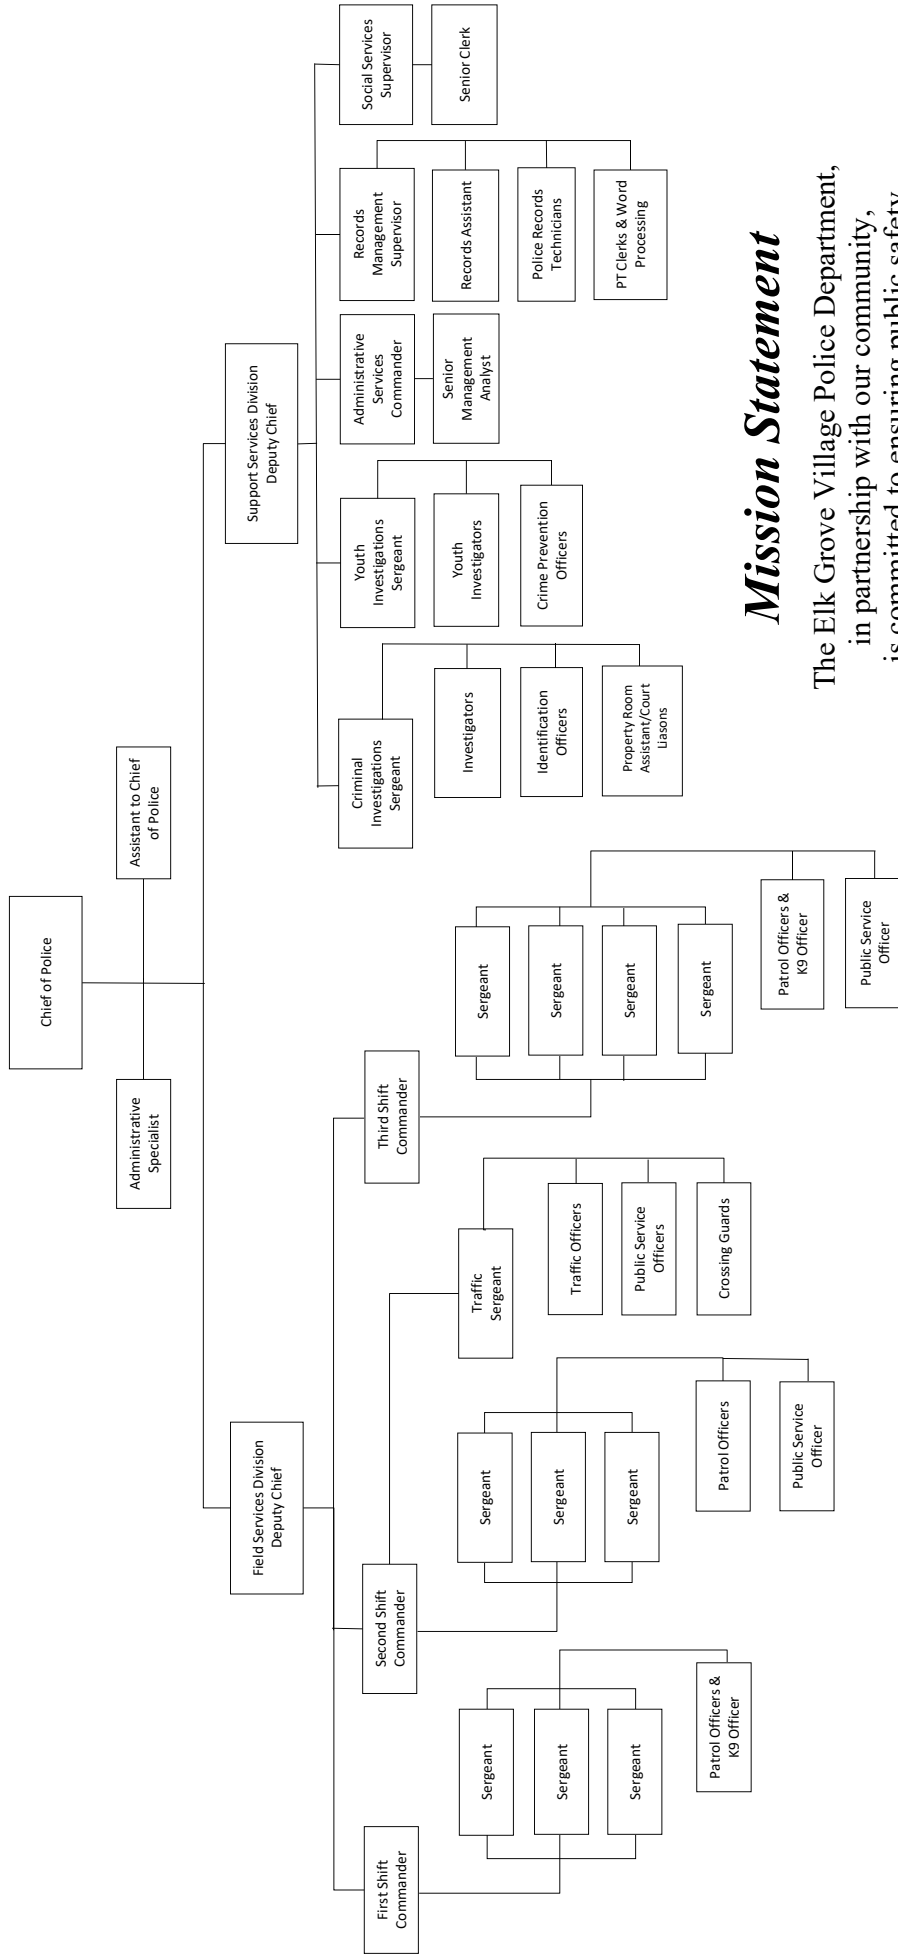 Chief of Police
Administrative
Specialist
Assistant to Chief
of Police
Field Services Division
Deputy Chief
Support Services Division
Deputy Chief
First Shift
Commander
Second Shift
Commander
Third Shift
Commander
Sergeant
Sergeant
Sergeant
Patrol Officers &
K9 Officer
Sergeant
Sergeant
Sergeant
Patrol Officers
Public Service
Officer
Traffic
Sergeant
Traffic Officers
Public Service
Officers
Crossing Guards
Sergeant
Sergeant
Sergeant
Sergeant
Patrol Officers &
K9 Officer
Public Service
Officer
Criminal
Investigations
Sergeant
Investigators
Identification
Officers
Property Room
Assistant/Court
Liasons
Youth
Investigations
Sergeant
Youth
Investigators
Crime Prevention
Officers
Administrative
Services
Commander
Senior
Management
Analyst
Records
Management
Supervisor
Records Assistant
Police Records
Technicians
PT Clerks & Word
Processing
Social Services
Supervisor
Senior Clerk
Mission Statement
The Elk Grove Village Police Department,
in partnership with our community,
is committed to ensuring public safety